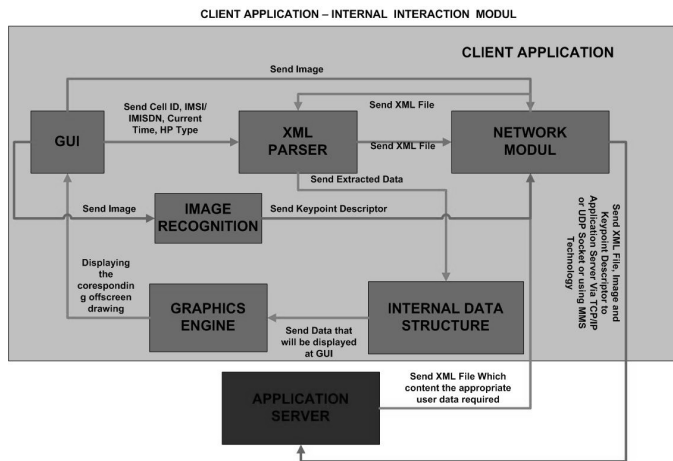 CLIENT APPLICATION – INTERNAL INTERACTION MODUL
CLIENT APPLICATION
Send Image
Send Cell ID, IMSI/
IMISDN, Current
Time, HP Type
Send XML File
GUI
XML
PARSER
Send XML File
NETWORK
MODUL
Send Extracted Data
Send Image
IMAGE
RECOGNITION
Send Keypoint Descriptor
Send XML File, Image and
Keypoint Descriptor to
Application Server Via TCP/IP
or UDP Socket or using MMS
Technology
Displaying
the
corespondin
g offscreen
drawing
GRAPHICS
ENGINE
INTERNAL DATA
STRUCTURE
Send Data that
will be displayed
at GUI
Send XML File Which
content the appropriate
user data required
APPLICATION
SERVER